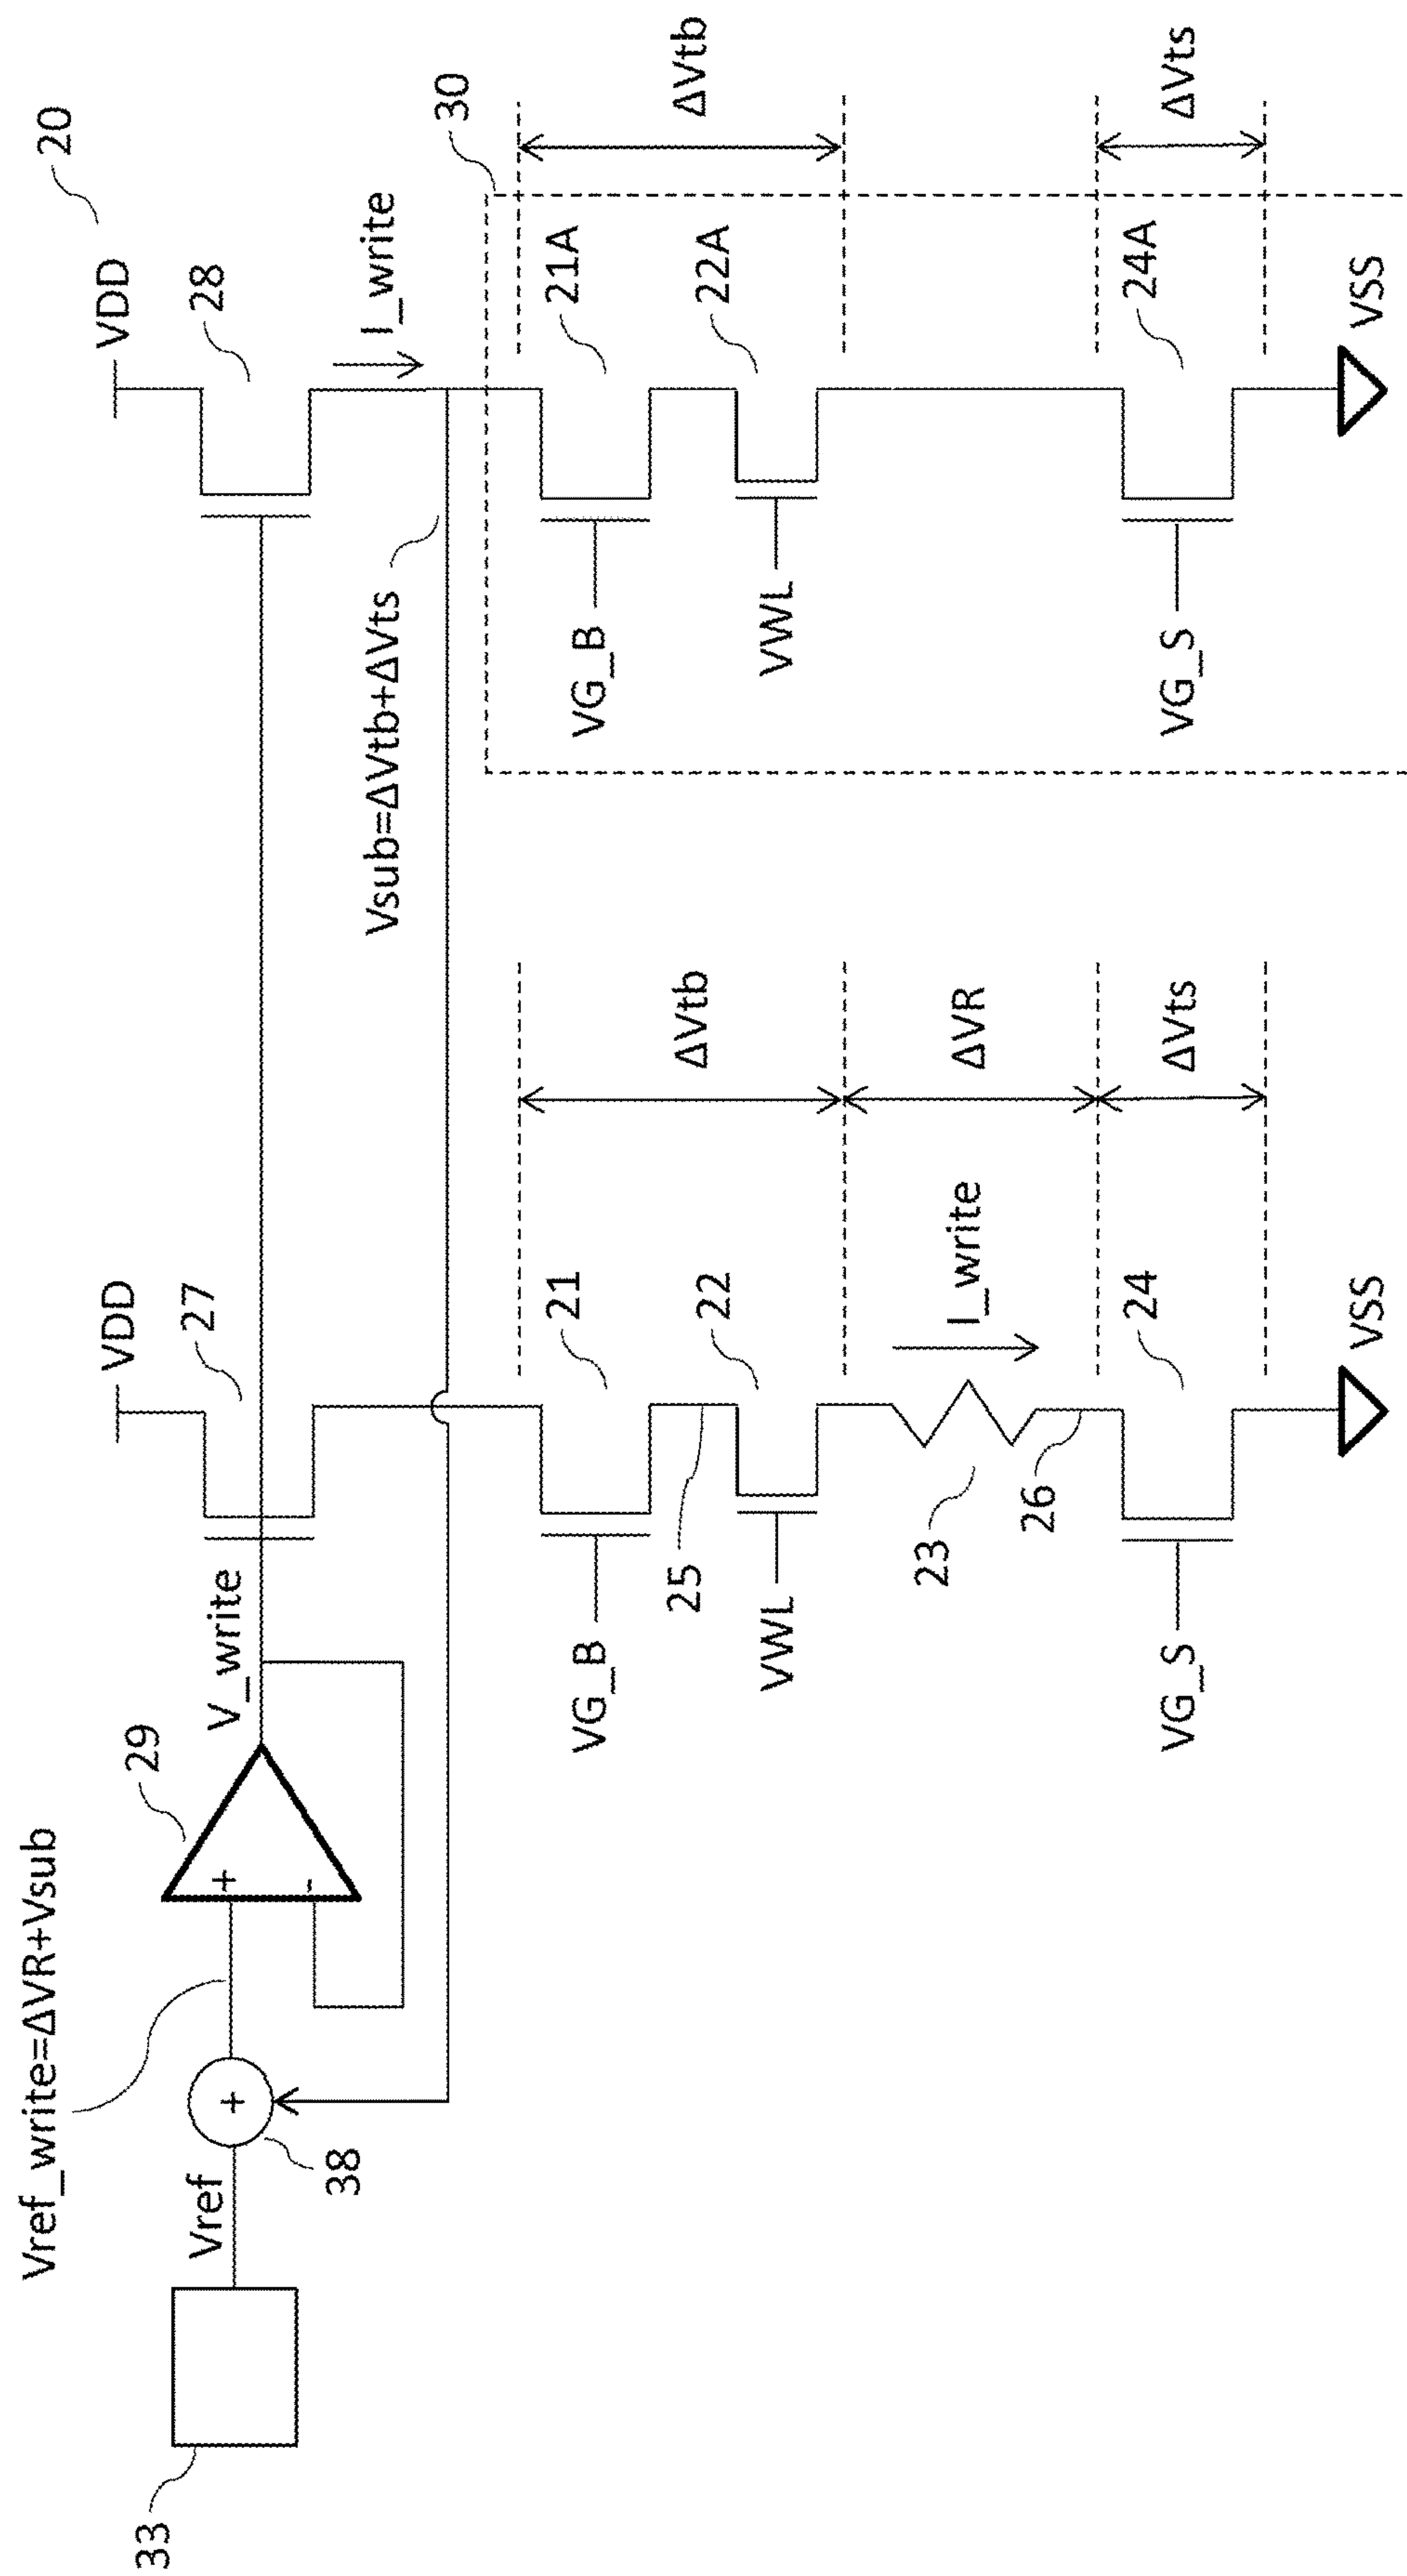 20
Vref_write=ΔVR+Vsub
29
V_write
VDD
27
VDD
28
I_write
30
33
Vref
38
+
+
-
Vsub=ΔVtb+ΔVts
VG_B
21
ΔVtb
VG_B
21A
ΔVtb
25
VWL
22
VWL
22A
23
I_write
ΔVR
26
VG_S
24
ΔVts
VG_S
24A
ΔVts
VSS
VSS